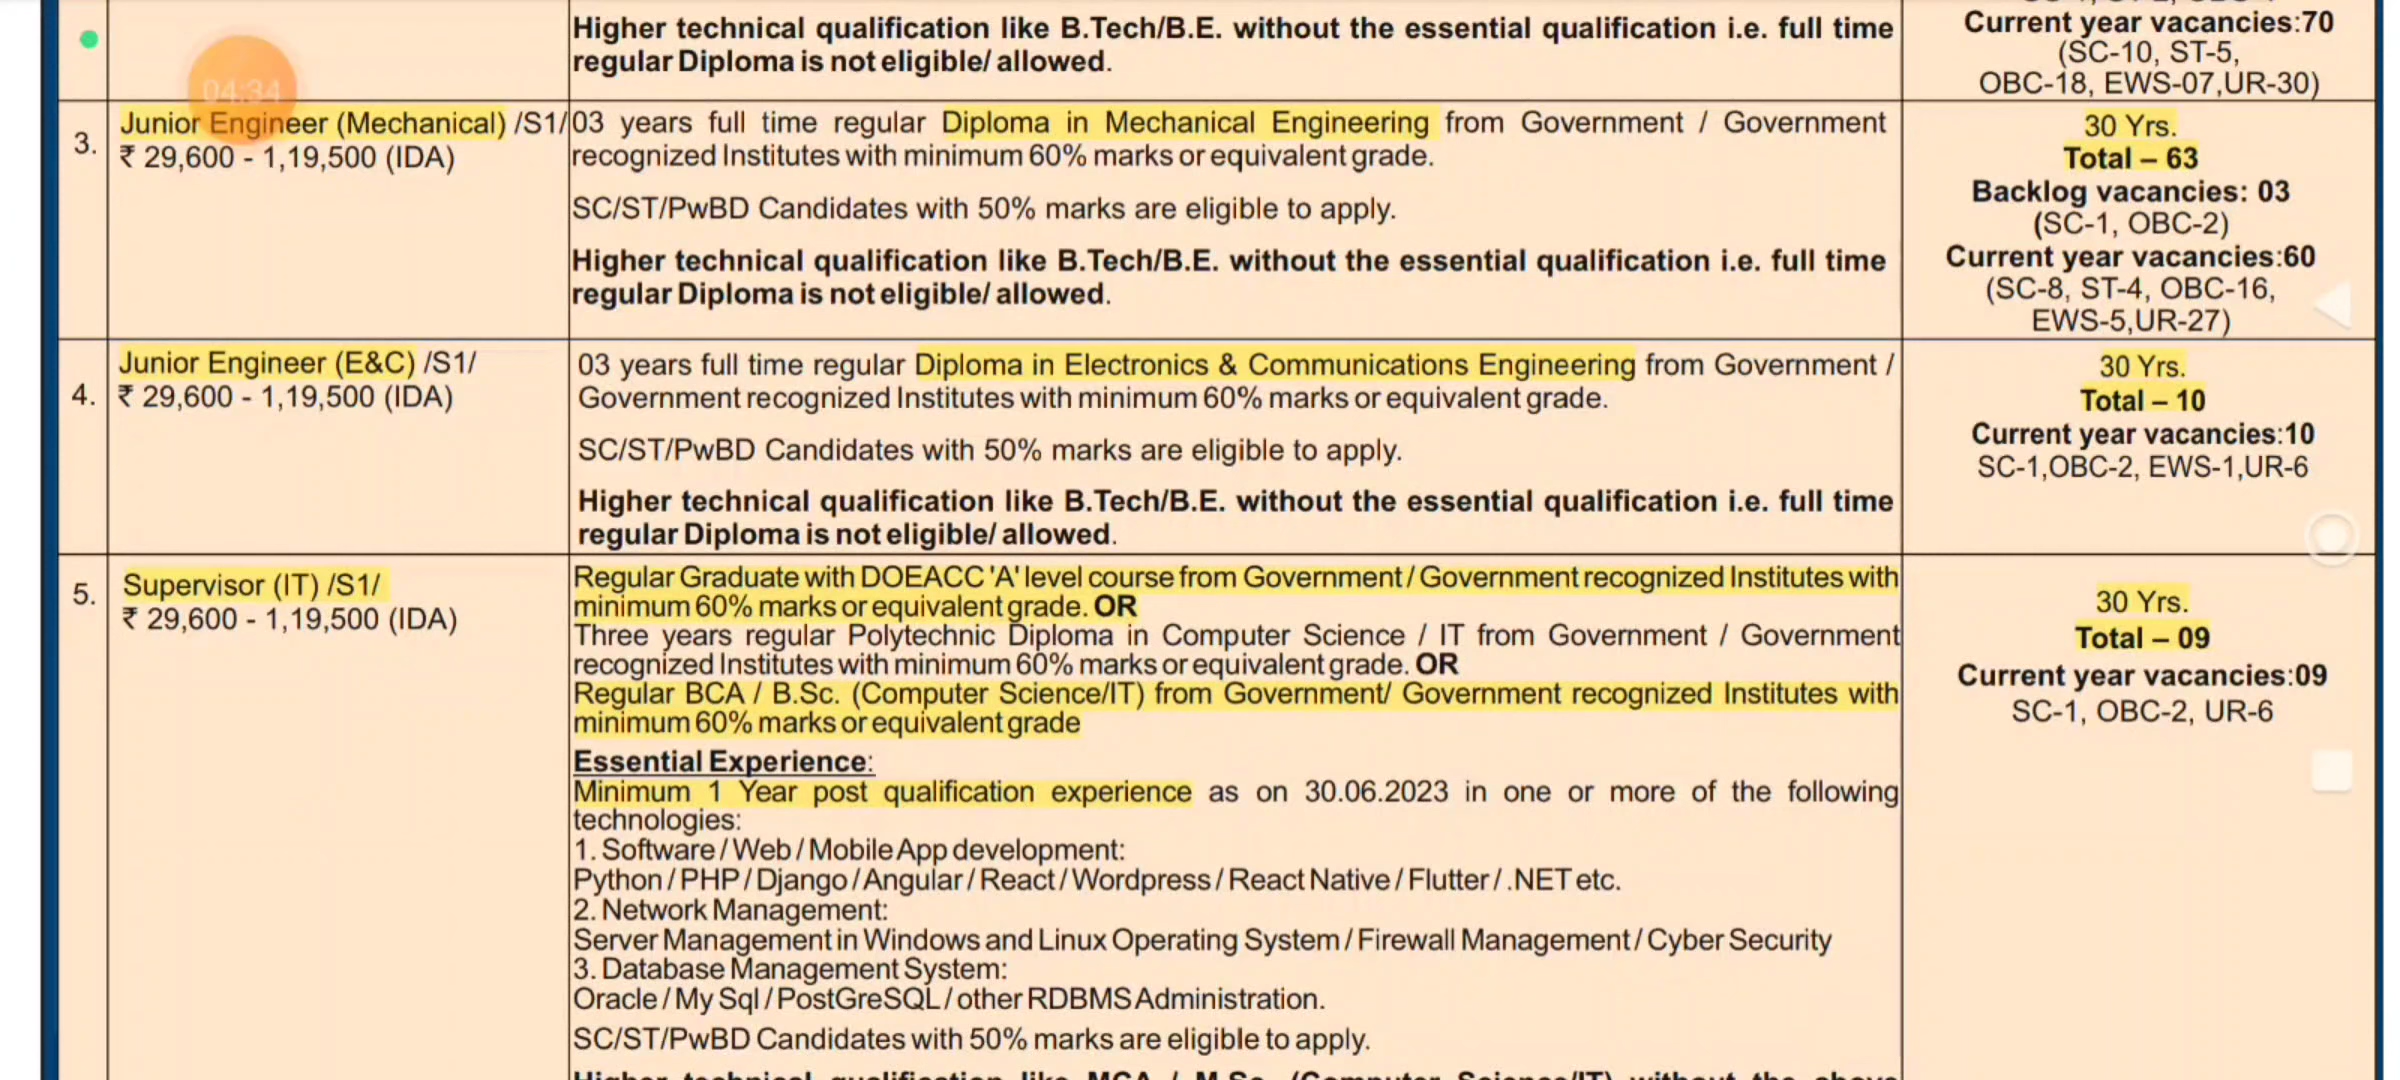 Higher technical qualification like B.Tech/B.E. without the essential qualification i.e. full time
regular Diploma is not eligible/ allowed.
Current year vacancies:70
(SC-10, ST-5,
OBC-18, EWS-07,UR-30)
04:34
3.
Junior Engineer (Mechanical) /S1/
₹ 29,600 - 1,19,500 (IDA)
03 years full time regular Diploma in Mechanical Engineering from Government / Government
recognized Institutes with minimum 60% marks or equivalent grade.
SC/ST/PwBD Candidates with 50% marks are eligible to apply.
Higher technical qualification like B.Tech/B.E. without the essential qualification i.e. full time
regular Diploma is not eligible/ allowed.
30 Yrs.
Total – 63
Backlog vacancies: 03
(SC-1, OBC-2)
Current year vacancies:60
(SC-8, ST-4, OBC-16,
EWS-5,UR-27)
4.
Junior Engineer (E&C) /S1/
₹ 29,600 - 1,19,500 (IDA)
03 years full time regular Diploma in Electronics & Communications Engineering from Government /
Government recognized Institutes with minimum 60% marks or equivalent grade.
SC/ST/PwBD Candidates with 50% marks are eligible to apply.
Higher technical qualification like B.Tech/B.E. without the essential qualification i.e. full time
regular Diploma is not eligible/ allowed.
30 Yrs.
Total – 10
Current year vacancies:10
SC-1,OBC-2, EWS-1,UR-6
5.
Supervisor (IT) /S1/
₹ 29,600 - 1,19,500 (IDA)
Regular Graduate with DOEACC 'A' level course from Government / Government recognized Institutes with
minimum 60% marks or equivalent grade. OR
Three years regular Polytechnic Diploma in Computer Science / IT from Government / Government
recognized Institutes with minimum 60% marks or equivalent grade. OR
Regular BCA / B.Sc. (Computer Science/IT) from Government/ Government recognized Institutes with
minimum 60% marks or equivalent grade
Essential Experience:
Minimum 1 Year post qualification experience as on 30.06.2023 in one or more of the following
technologies:
1. Software / Web / Mobile App development:
Python / PHP / Django / Angular / React / Wordpress / React Native / Flutter / .NET etc.
2. Network Management:
Server Management in Windows and Linux Operating System / Firewall Management / Cyber Security
3. Database Management System:
Oracle / My Sql / PostGreSQL / other RDBMS Administration.
SC/ST/PwBD Candidates with 50% marks are eligible to apply.
Higher technical qualification like MCA / M.Sc. (Computer Science/IT) without the above
30 Yrs.
Total – 09
Current year vacancies:09
SC-1, OBC-2, UR-6